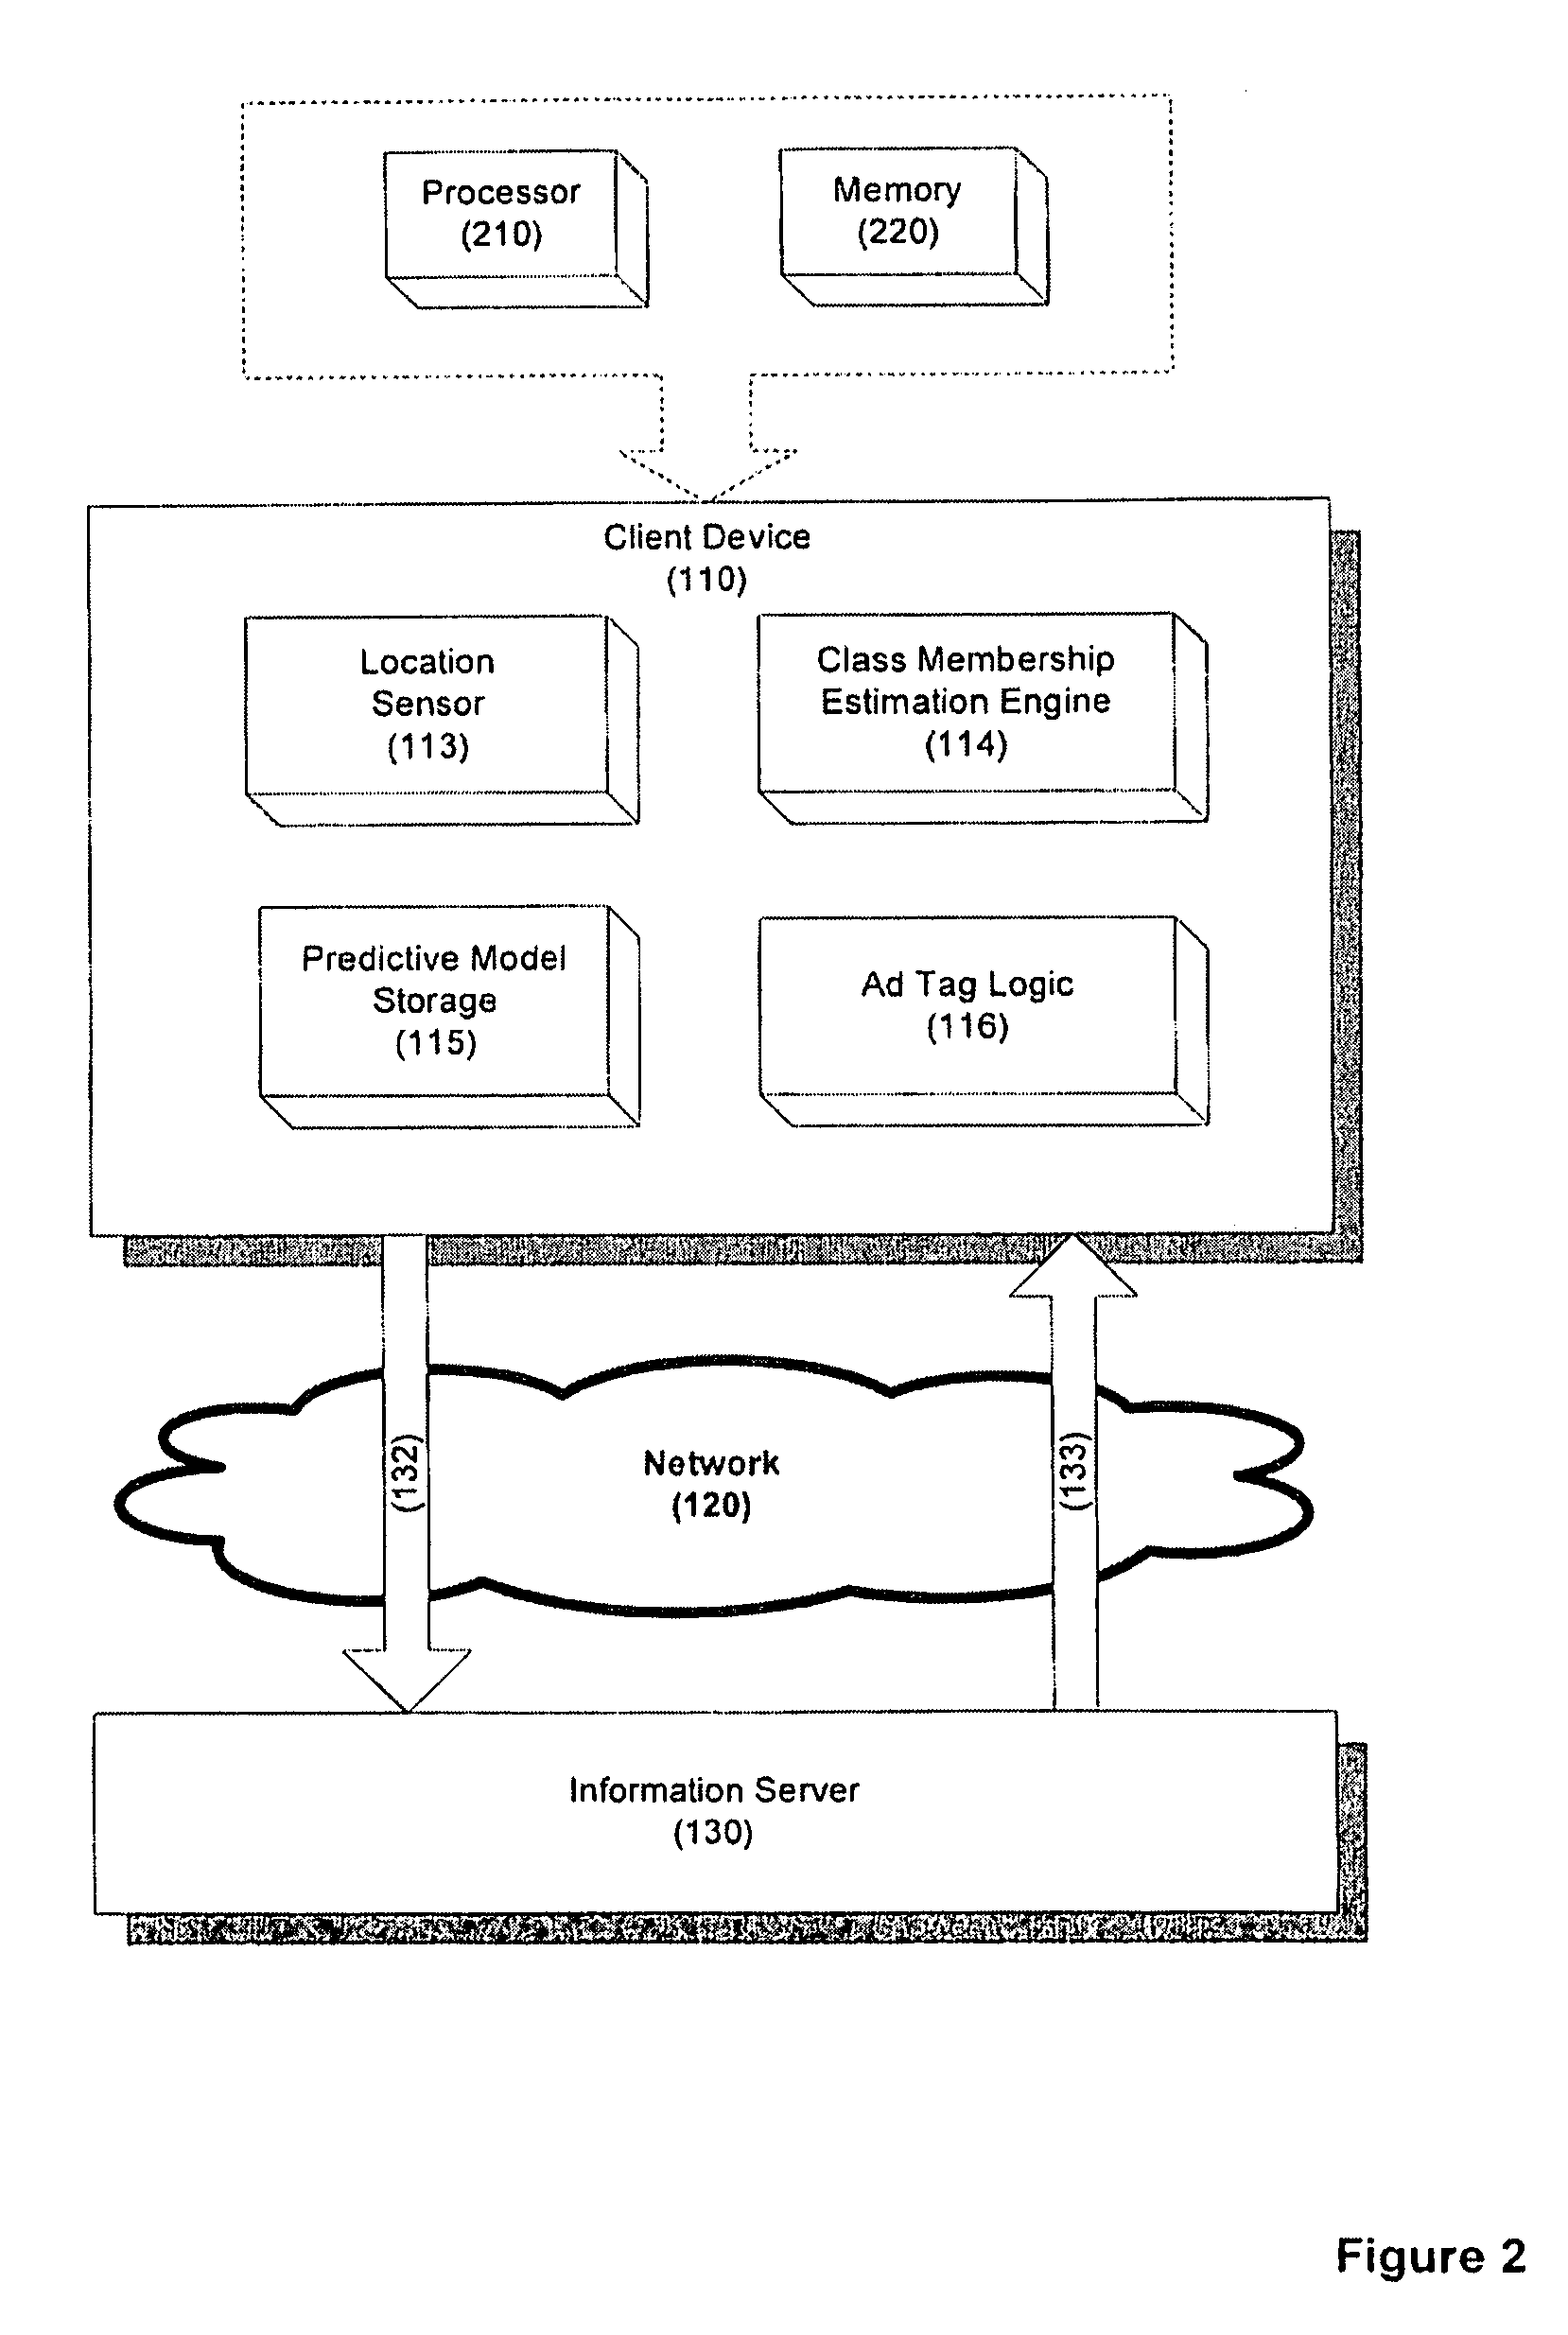 Processor
(210)
Memory
(220)
Client Device
(110)
Location
Sensor
(113)
Class Membership
Estimation Engine
(114)
Predictive Model
Storage
(115)
Ad Tag Logic
(116)
(132)
Network
(120)
(133)
Information Server
(130)
Figure 2